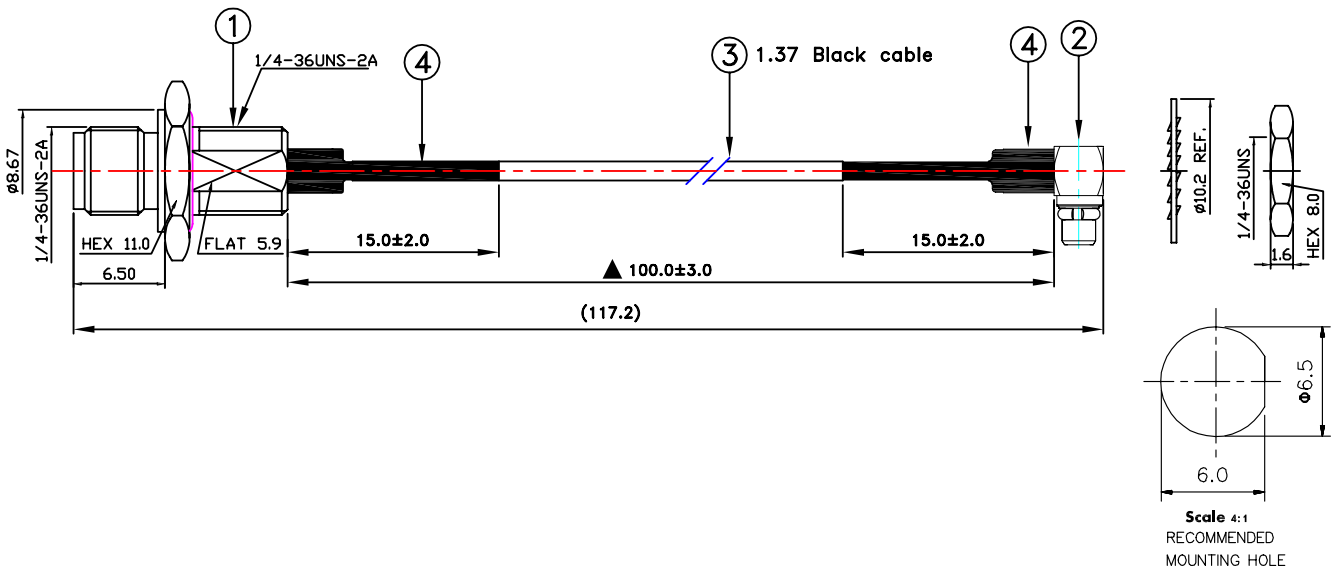 1
1/4-36UNS-2A
4
3 1.37 Black cable
4
2
ø8.67
1/4-36UNS-2A
HEX 11.0
FLAT 5.9
6.50
15.0±2.0
15.0±2.0
▲ 100.0±3.0
(117.2)
ø10.2 REF.
1/4-36UNS
1.6
HEX 8.0
Φ6.5
6.0
Scale 4:1
RECOMMENDED
MOUNTING HOLE